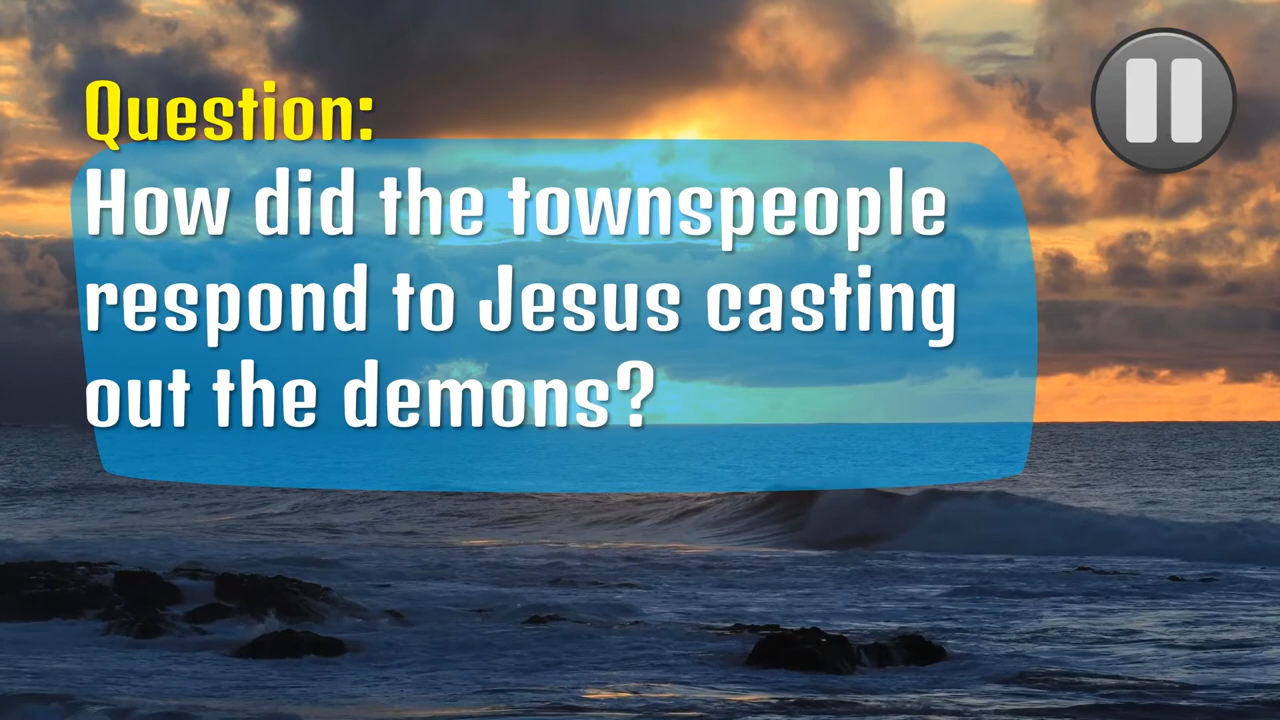 Question:
How did the townspeople
respond to Jesus casting
out the demons?